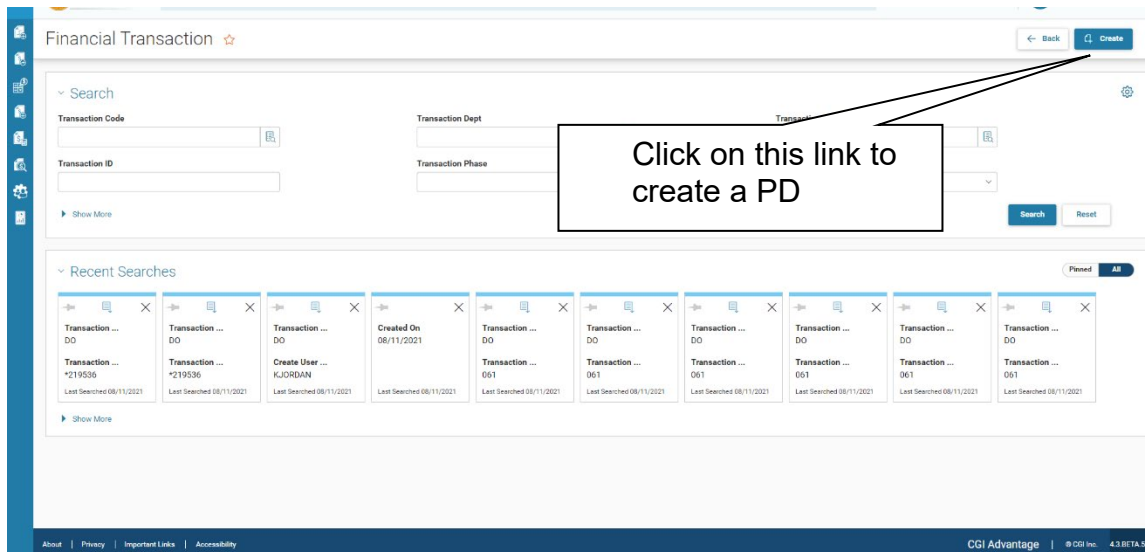 Financial Transaction
Back
Create
Search
Transaction Code
Transaction Dept
Transaction ID
Transaction Phase
Click on this link to
create a PD
Show More
Search Reset
Recent Searches
Pinned All
Transaction ... Transaction ... Transaction ... Created On Transaction ... Transaction ... Transaction ... Transaction ... Transaction ... Transaction ...
DO DO DO 08/11/2021 DO DO DO DO DO DO
Transaction ... Transaction ... Create User ... Transaction ... Transaction ... Transaction ... Transaction ... Transaction ... Transaction ...
*219536 *219536 KJORDAN 061 061 061 061 061 061
Last Searched 08/11/2021 Last Searched 08/11/2021 Last Searched 08/11/2021 Last Searched 08/11/2021 Last Searched 08/11/2021 Last Searched 08/11/2021 Last Searched 08/11/2021 Last Searched 08/11/2021 Last Searched 08/11/2021 Last Searched 08/11/2021
Show More
About | Privacy | Important Links | Accessibility
CGI Advantage | © CGI Inc. 4.3.BETA.5